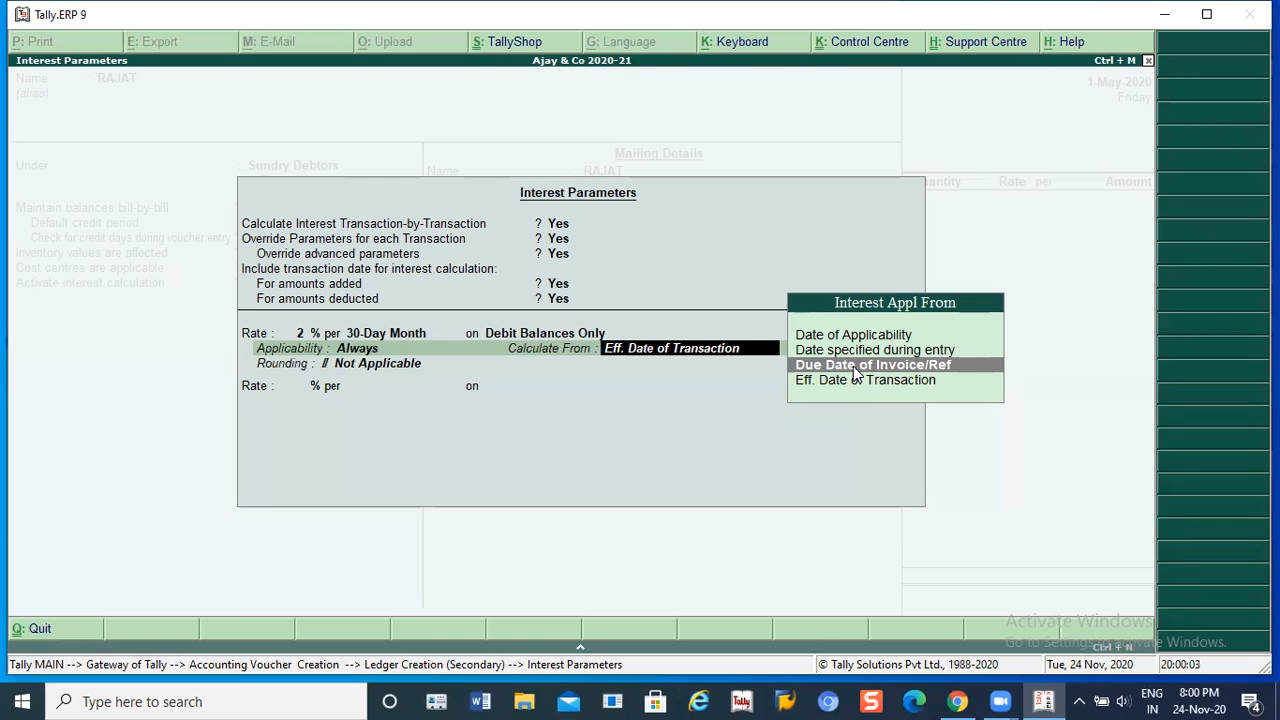 Tally.ERP 9
P: Print E: Export M: E-Mail O: Upload S: TallyShop G: Language K: Keyboard K: Control Centre H: Support Centre H: Help
Interest Parameters Ajay & Co 2020-21 Ctrl + M
Name : RAJAT
(alias)
1-May-2020
Friday
Under : Sundry Debtors
Mailing Details
Name : RAJAT
Quantity Rate per Amount
Maintain balances bill-by-bill
Default credit period
Check for credit days during voucher entry
Inventory values are affected
Cost centres are applicable
Activate interest calculation
Interest Parameters
Calculate Interest Transaction-by-Transaction ? Yes
Override Parameters for each Transaction ? Yes
Override advanced parameters ? Yes
Include transaction date for interest calculation:
For amounts added ? Yes
For amounts deducted ? Yes
Rate : 2 % per 30-Day Month on Debit Balances Only
Applicability : Always Calculate From : Eff. Date of Transaction
Rounding : Not Applicable
Rate : % per on
Interest Appl From
Date of Applicability
Date specified during entry
Due Date of Invoice/Ref
Eff. Date of Transaction
Activate Windows
Go to Settings to activate Windows.
Q: Quit
Ctrl + N
Tally MAIN --> Gateway of Tally --> Accounting Voucher Creation --> Ledger Creation (Secondary) --> Interest Parameters © Tally Solutions Pvt Ltd., 1988-2020 Tue, 24 Nov, 2020 20:00:03
Type here to search
Tally
ENG
IN
8:00 PM
24-Nov-20
4